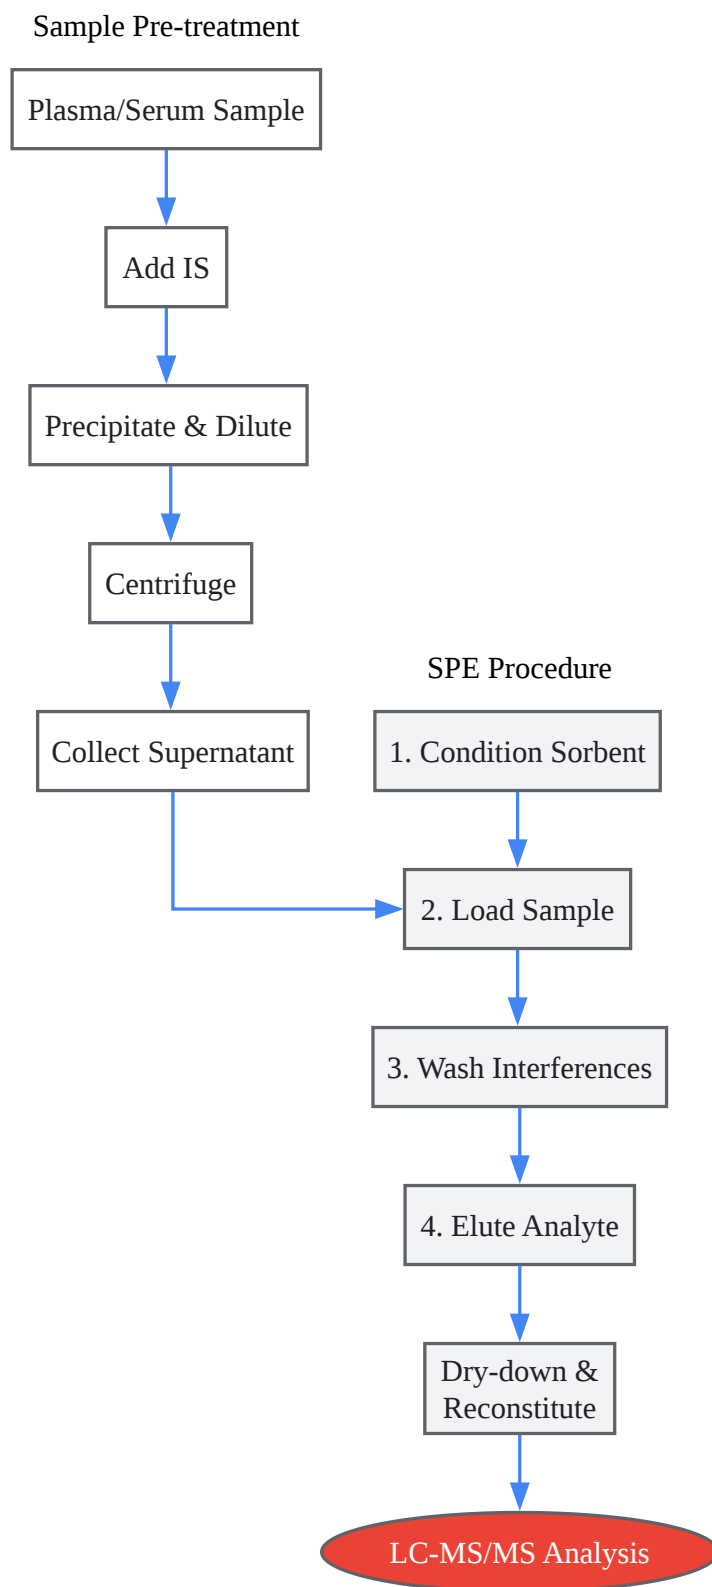 Sample Pre-treatment
Plasma/Serum Sample
Add IS
Precipitate & Dilute
Centrifuge
Collect Supernatant
SPE Procedure
1. Condition Sorbent
2. Load Sample
3. Wash Interferences
4. Elute Analyte
Dry-down &
Reconstitute
LC-MS/MS Analysis